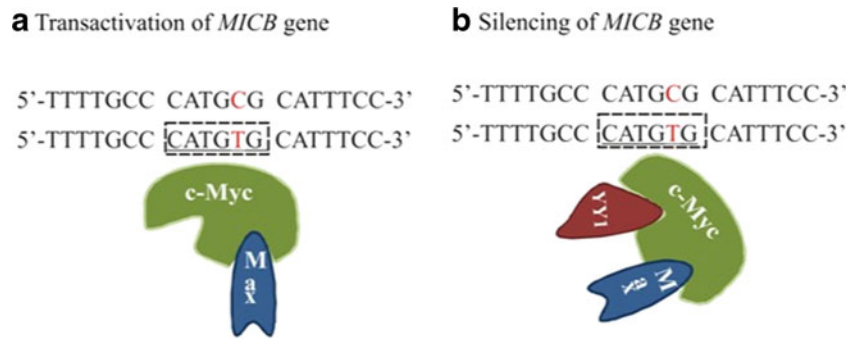 a Transactivation of MICB gene
5'-TTTTGCC CATGCG CATTTCC-3'
5'-TTTTGCC CATGTG CATTTCC-3'
c-Myc
Max
b Silencing of MICB gene
5'-TTTTGCC CATGCG CATTTCC-3'
5'-TTTTGCC CATGTG CATTTCC-3'
YY1
c-Myc
Max